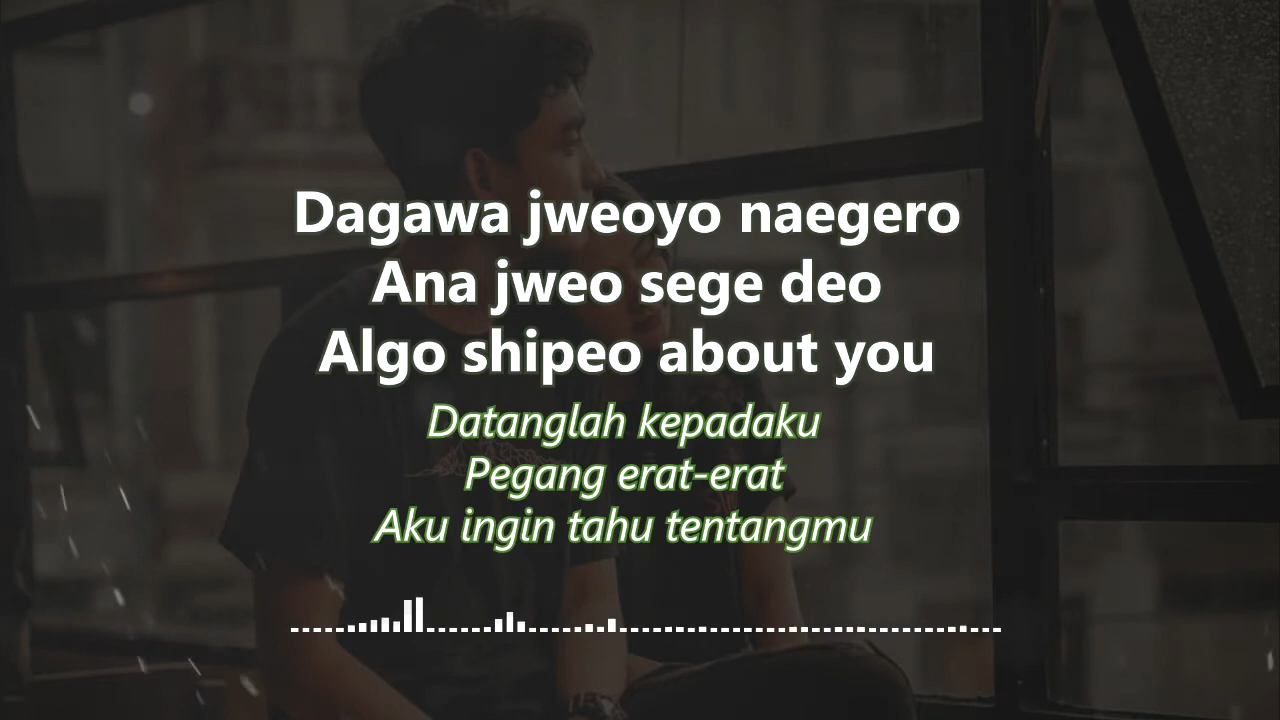 Dagawa jweoyo naegero
Ana jweo sege deo
Algo shipeo about you
Datanglah kepadaku
Pegang erat-erat
Aku ingin tahu tentangmu